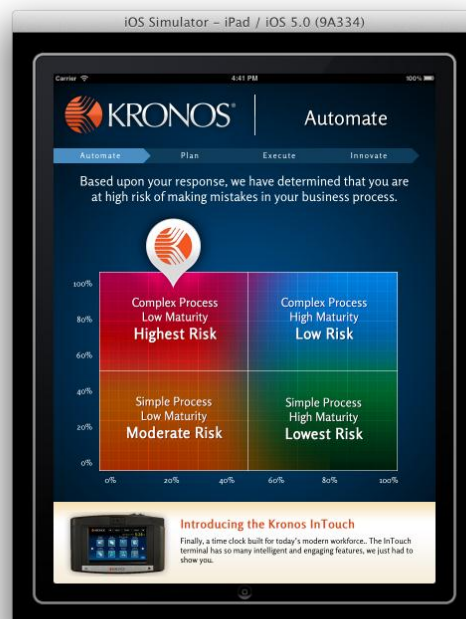 iOS Simulator – iPad / iOS 5.0 (9A334)
Carrier 4:41 PM 100%
KRONOS® Automate
Automate Plan Execute Innovate
Based upon your response, we have determined that you are
at high risk of making mistakes in your business process.
100%
80%
60%
40%
20%
0%
Complex Process
Low Maturity
Highest Risk
Complex Process
High Maturity
Low Risk
Simple Process
Low Maturity
Moderate Risk
Simple Process
High Maturity
Lowest Risk
0% 20% 40% 60% 80% 100%
KRONOS
Introducing the Kronos InTouch
Finally, a time clock built for today's modern workforce.. The InTouch
terminal has so many intelligent and engaging features, we just had to
show you.